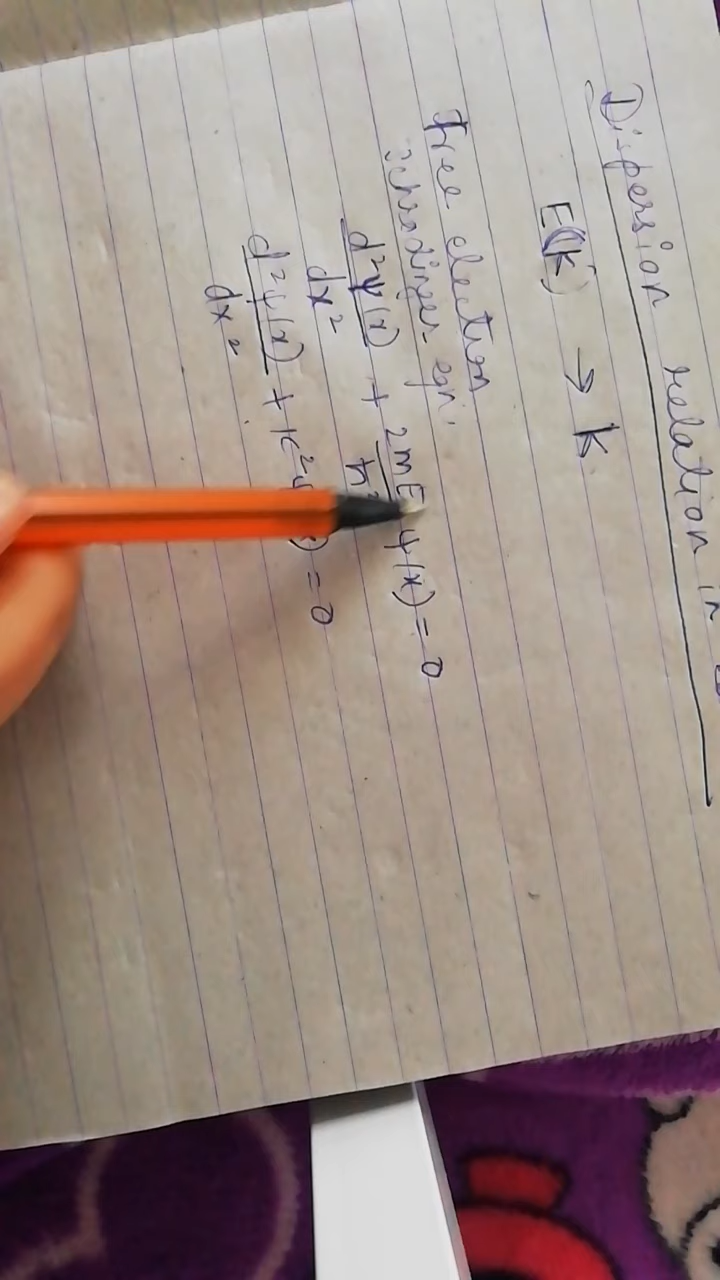 Dispersion relation in
E(k) → k
Free electron
Schrodinger eqn.
d²ψ(x)/dx² + 2mE/ħ² ψ(x) = 0
d²ψ(x)/dx² + k²ψ(x) = 0